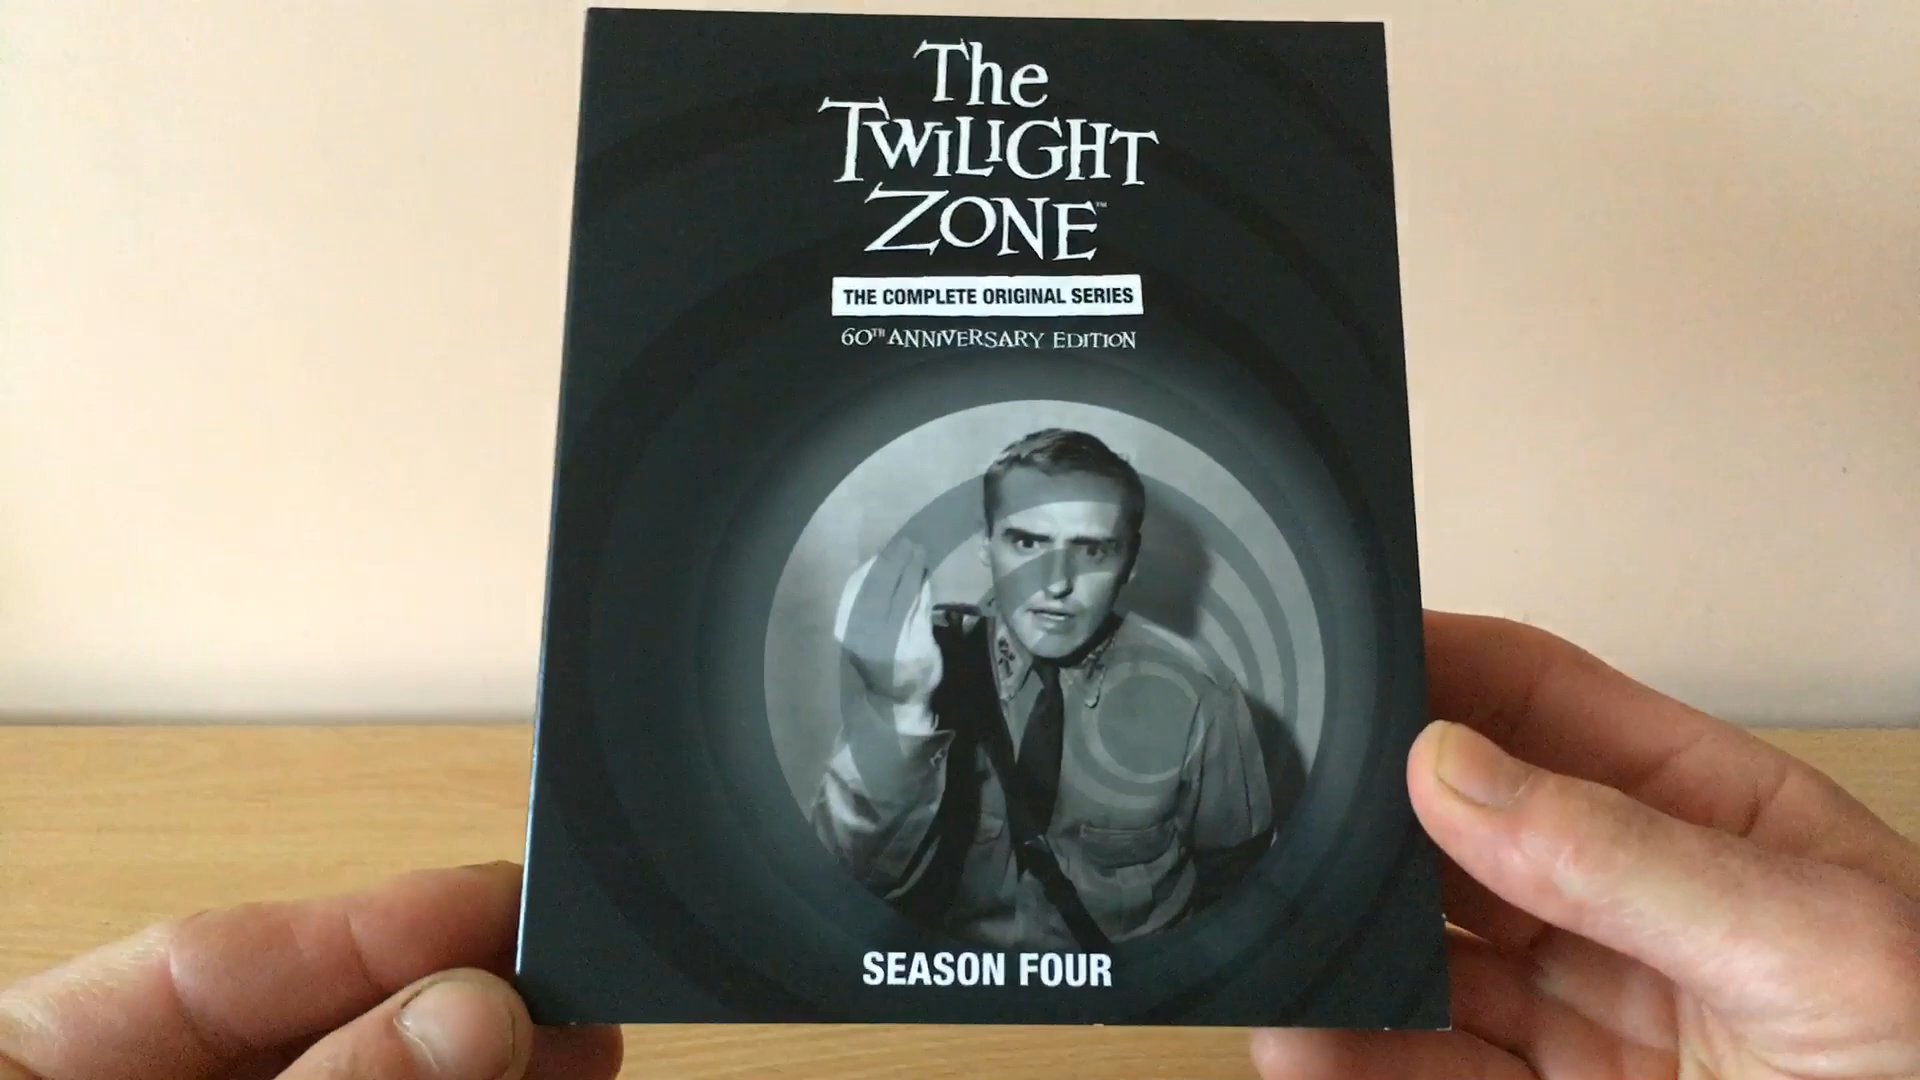 The
TWILIGHT
ZONE™
THE COMPLETE ORIGINAL SERIES
60TH ANNIVERSARY EDITION
SEASON FOUR